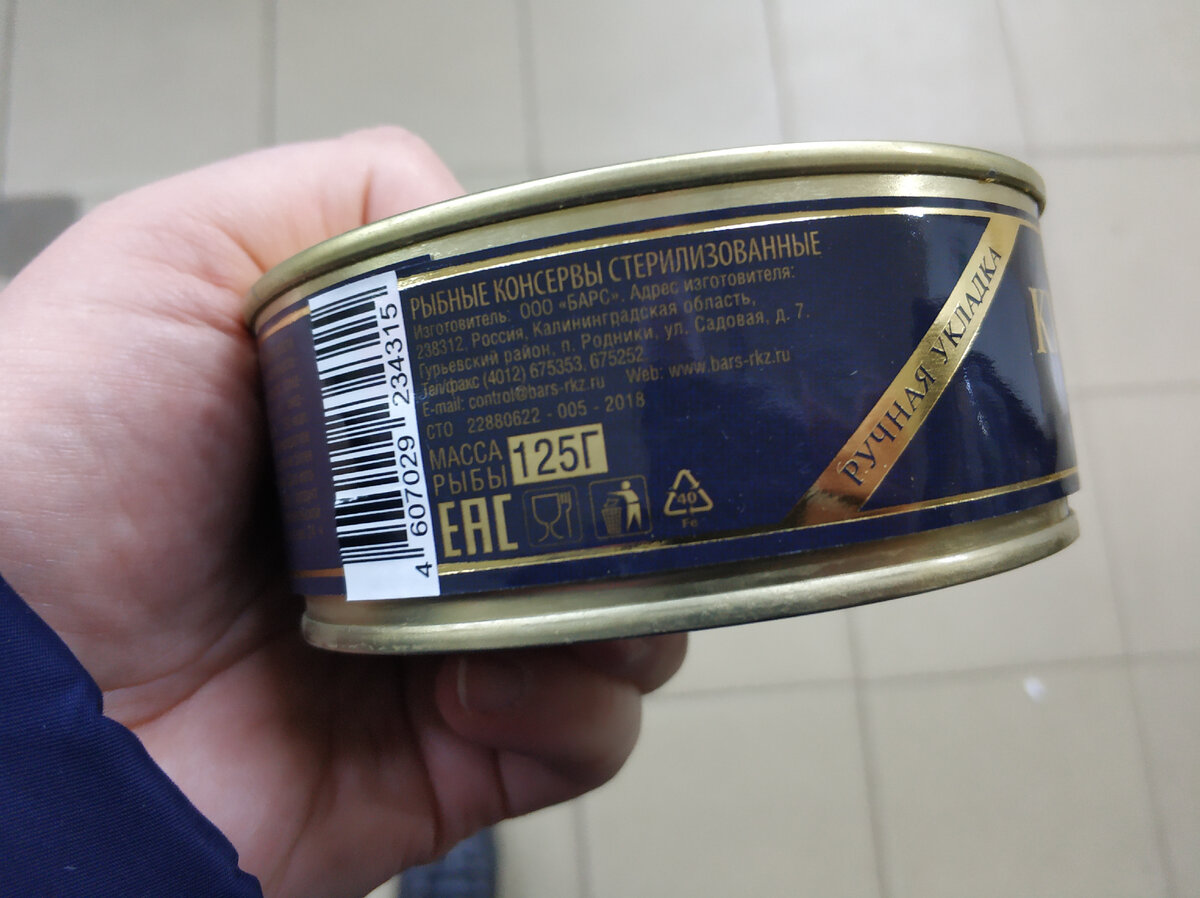 РЫБНЫЕ КОНСЕРВЫ СТЕРИЛИЗОВАННЫЕ
Изготовитель: ООО «БАРС». Адрес изготовителя:
238312, Россия, Калининградская область,
Гурьевский район, п. Родники, ул. Садовая, д. 7.
Тел/факс (4012) 675353, 675252
E-mail: control@bars-rkz.ru Web: www.bars-rkz.ru
СТО 22880622 - 005 - 2018
МАССА
РЫБЫ
125Г
EAC
40
Fe
4 607029 234315
РУЧНАЯ УКЛАДКА
К